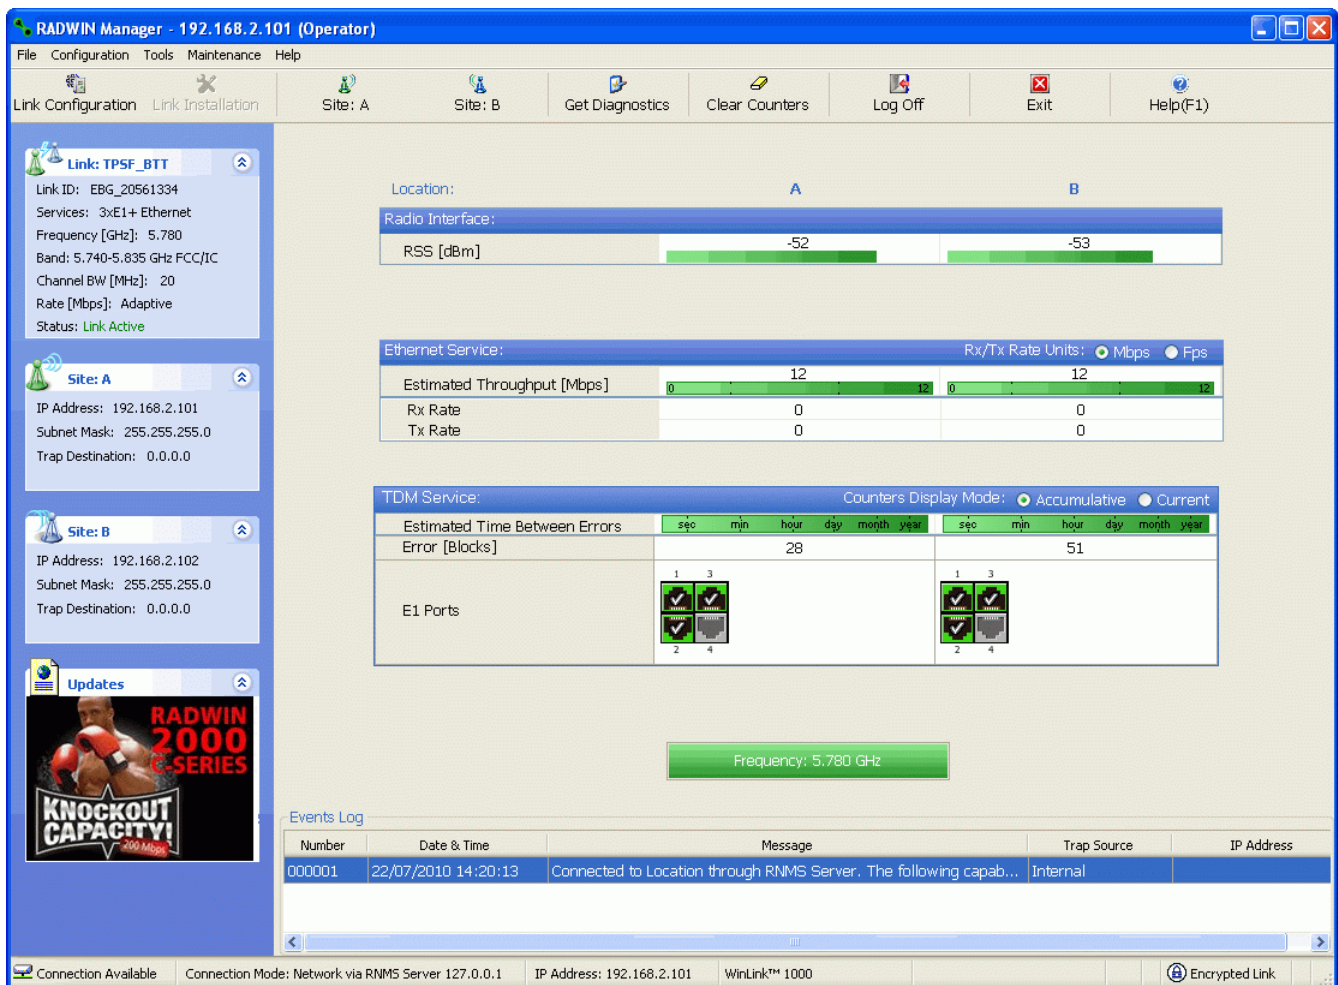 RADWIN Manager - 192.168.2.101 (Operator)
File Configuration Tools Maintenance Help
Link Configuration Link Installation Site: A Site: B Get Diagnostics Clear Counters Log Off Exit Help(F1)
Link: TPSF_BTT
Link ID: EBG_20561334
Services: 3xE1+ Ethernet
Frequency [GHz]: 5.780
Band: 5.740-5.835 GHz FCC/IC
Channel BW [MHz]: 20
Rate [Mbps]: Adaptive
Status: Link Active
Site: A
IP Address: 192.168.2.101
Subnet Mask: 255.255.255.0
Trap Destination: 0.0.0.0
Site: B
IP Address: 192.168.2.102
Subnet Mask: 255.255.255.0
Trap Destination: 0.0.0.0
Updates
RADWIN
2000
C-SERIES
KNOCKOUT
CAPACITY!
200 Mbps
Location: A B
Radio Interface:
RSS [dBm] -52 -53
Ethernet Service: Rx/Tx Rate Units: Mbps Fps
Estimated Throughput [Mbps] 12 12
0 12 0 12
Rx Rate 0 0
Tx Rate 0 0
TDM Service: Counters Display Mode: Accumulative Current
Estimated Time Between Errors sec min hour day month year sec min hour day month year
Error [Blocks] 28 51
1 3 1 3
E1 Ports
2 4 2 4
Frequency: 5.780 GHz
Events Log
Number Date & Time Message Trap Source IP Address
000001 22/07/2010 14:20:13 Connected to Location through RNMS Server. The following capab... Internal
Connection Available Connection Mode: Network via RNMS Server 127.0.0.1 IP Address: 192.168.2.101 WinLink™ 1000 Encrypted Link